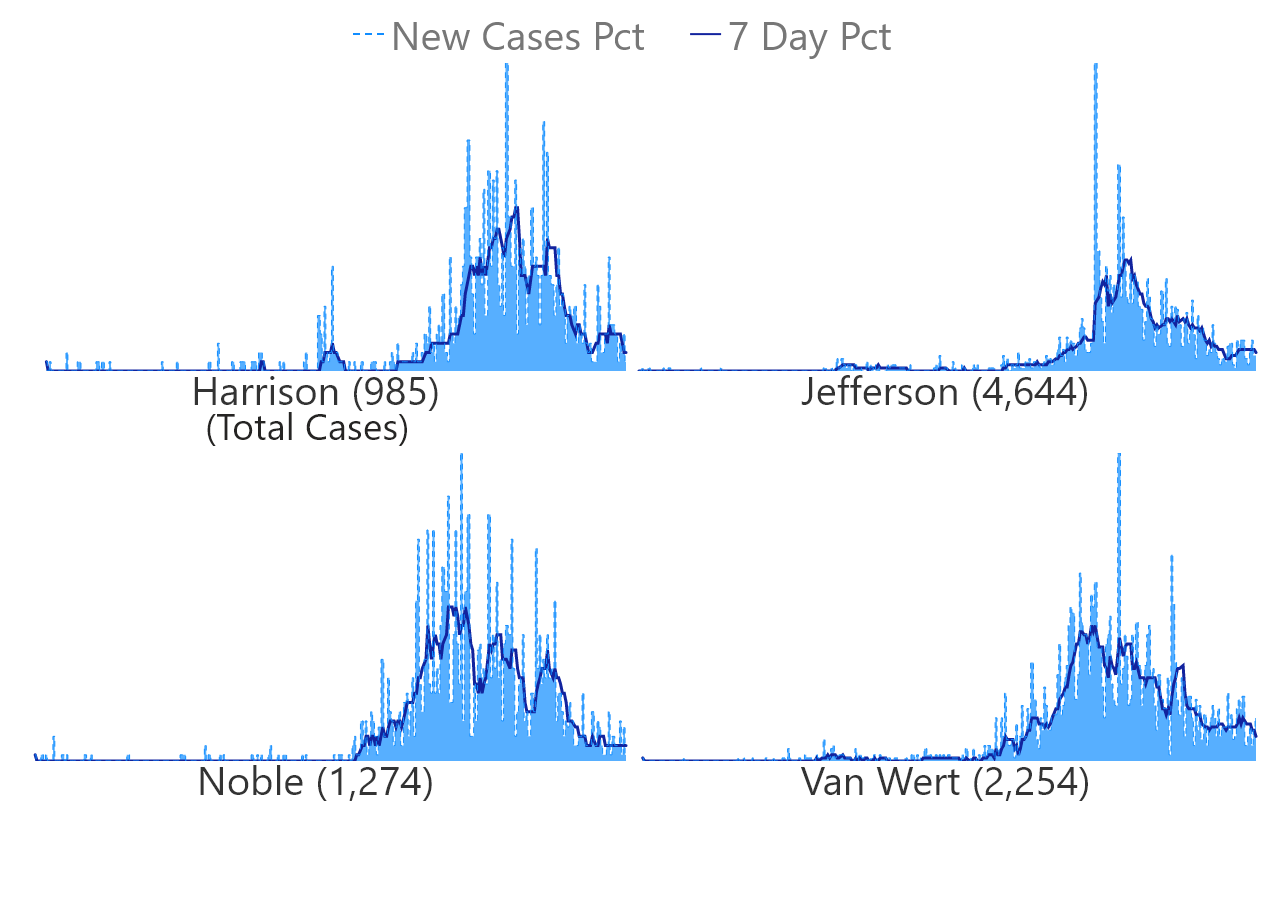 New Cases Pct 7 Day Pct
Harrison (985) Jefferson (4,644)
(Total Cases)
Noble (1,274) Van Wert (2,254)